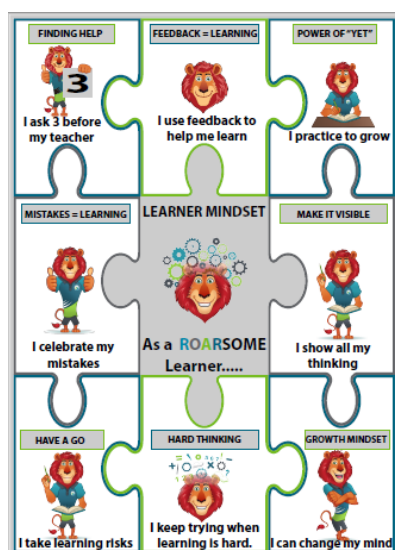 FINDING HELP
3
I ask 3 before
my teacher
FEEDBACK = LEARNING
I use feedback to
help me learn
POWER OF "YET"
I practice to grow
MISTAKES = LEARNING
I celebrate my
mistakes
LEARNER MINDSET
As a ROARSOME
Learner.....
MAKE IT VISIBLE
I show all my
thinking
HAVE A GO
I take learning risks
HARD THINKING
I keep trying when
learning is hard.
GROWTH MINDSET
I can change my mind